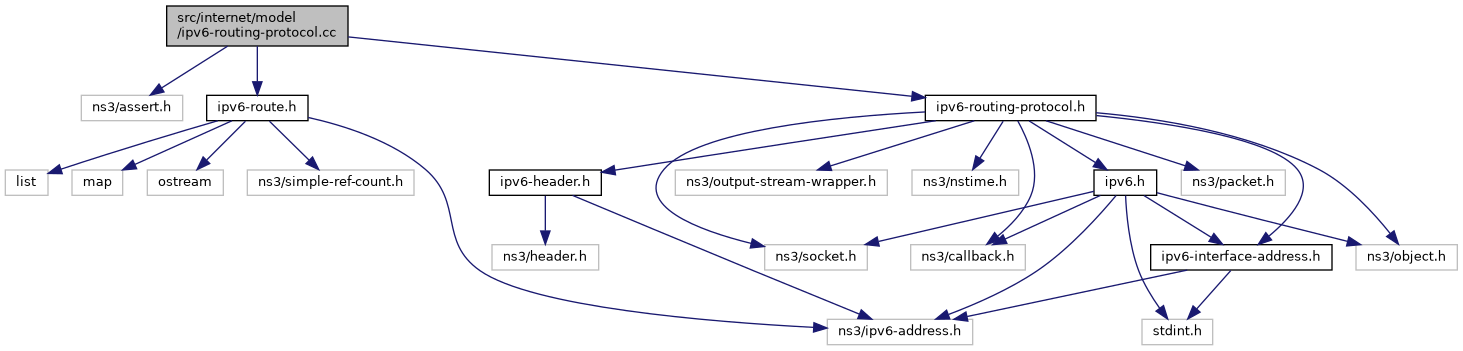 src/internet/model
/ipv6-routing-protocol.cc
ns3/assert.h
ipv6-route.h
ipv6-routing-protocol.h
list
map
ostream
ns3/simple-ref-count.h
ipv6-header.h
ns3/output-stream-wrapper.h
ns3/nstime.h
ipv6.h
ns3/packet.h
ns3/header.h
ns3/socket.h
ns3/callback.h
ipv6-interface-address.h
ns3/object.h
ns3/ipv6-address.h
stdint.h